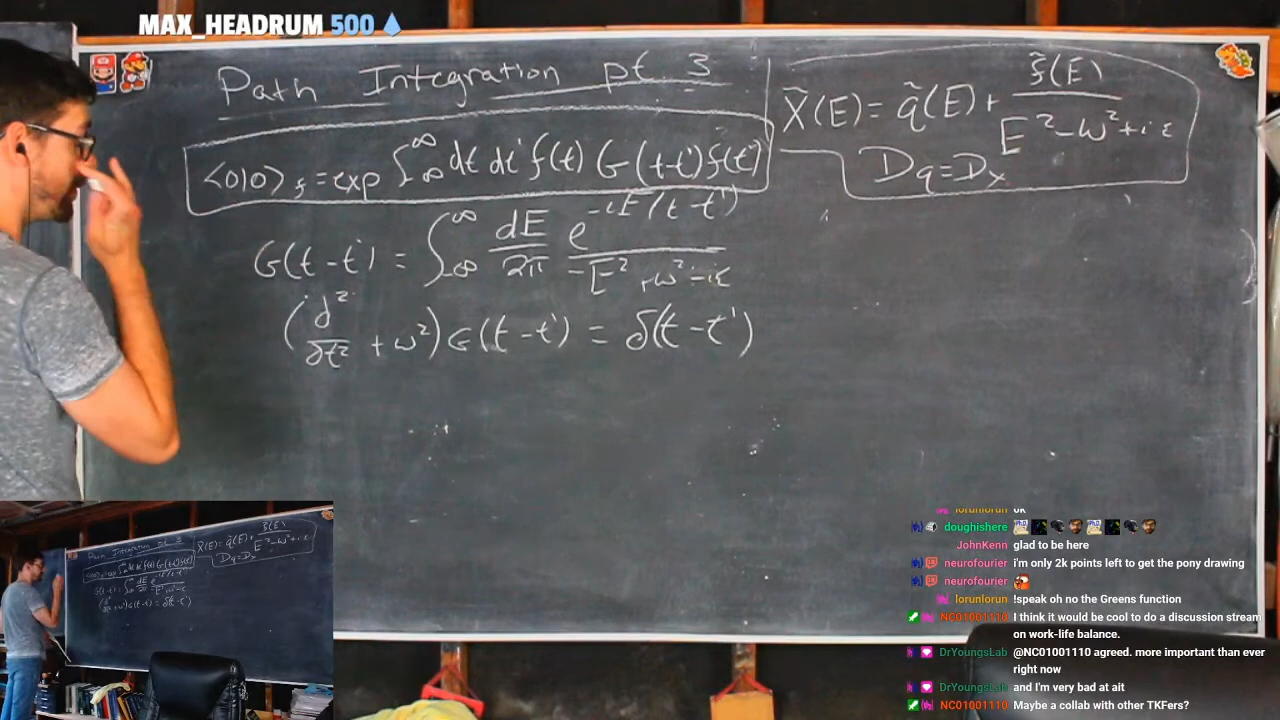 MAX_HEADRUM 500
Path Integration pt 3
<0|0>_f = exp ∫_-∞^∞ dt dt' f(t) G(t-t') f(t')
G(t-t') = ∫_-∞^∞ dE/2π e^-iE(t-t') / -E²+ω²-iε
(∂²/∂t² + ω²) G(t-t') = δ(t-t')
x̃(E) = q̃(E) + f̃(E) / E²-ω²+iε
Dq = Dx
lorunlorun ok
doughishere
JohnKenn glad to be here
neurofourier i'm only 2k points left to get the pony drawing
neurofourier
lorunlorun !speak oh no the Greens function
NC01001110 I think it would be cool to do a discussion stream
on work-life balance.
DrYoungsLab @NC01001110 agreed. more important than ever
right now
DrYoungsLab and I'm very bad at ait
NC01001110 Maybe a collab with other TKFers?